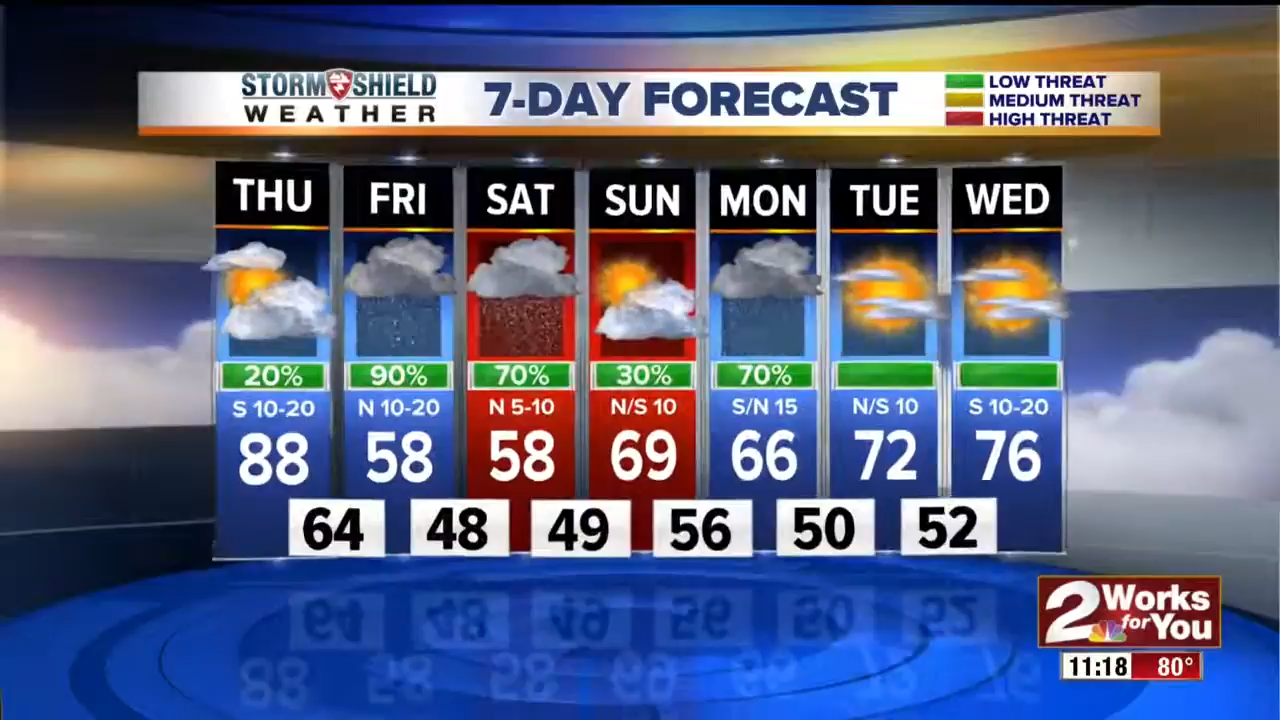 STORM SHIELD
WEATHER
7-DAY FORECAST
LOW THREAT
MEDIUM THREAT
HIGH THREAT
THU FRI SAT SUN MON TUE WED
20% 90% 70% 30% 70%
S 10-20 N 10-20 N 5-10 N/S 10 S/N 15 N/S 10 S 10-20
88 58 58 69 66 72 76
64 48 49 56 50 52
2 Works
for You
11:18 80°